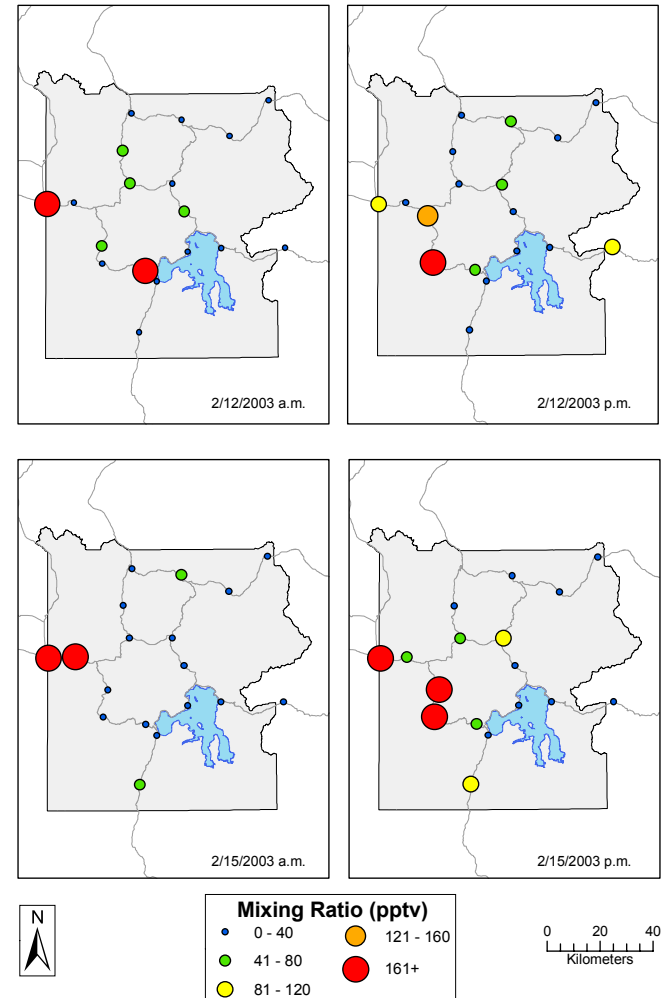 2/12/2003 a.m.
2/12/2003 p.m.
2/15/2003 a.m.
2/15/2003 p.m.
N
Mixing Ratio (pptv)
0 - 40
121 - 160
41 - 80
161+
81 - 120
0 20 40
Kilometers